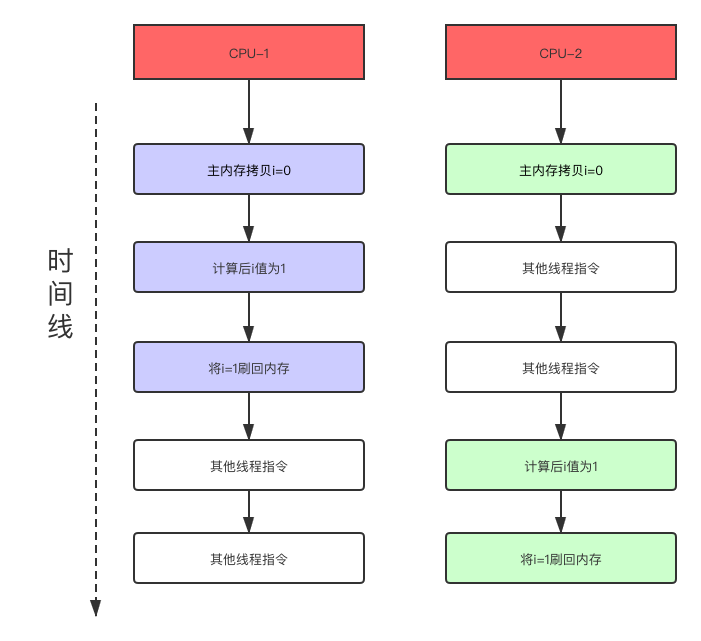 CPU-1
CPU-2
主内存拷贝i=0
主内存拷贝i=0
时
间
线
计算后i值为1
其他线程指令
将i=1刷回内存
其他线程指令
其他线程指令
计算后i值为1
其他线程指令
将i=1刷回内存